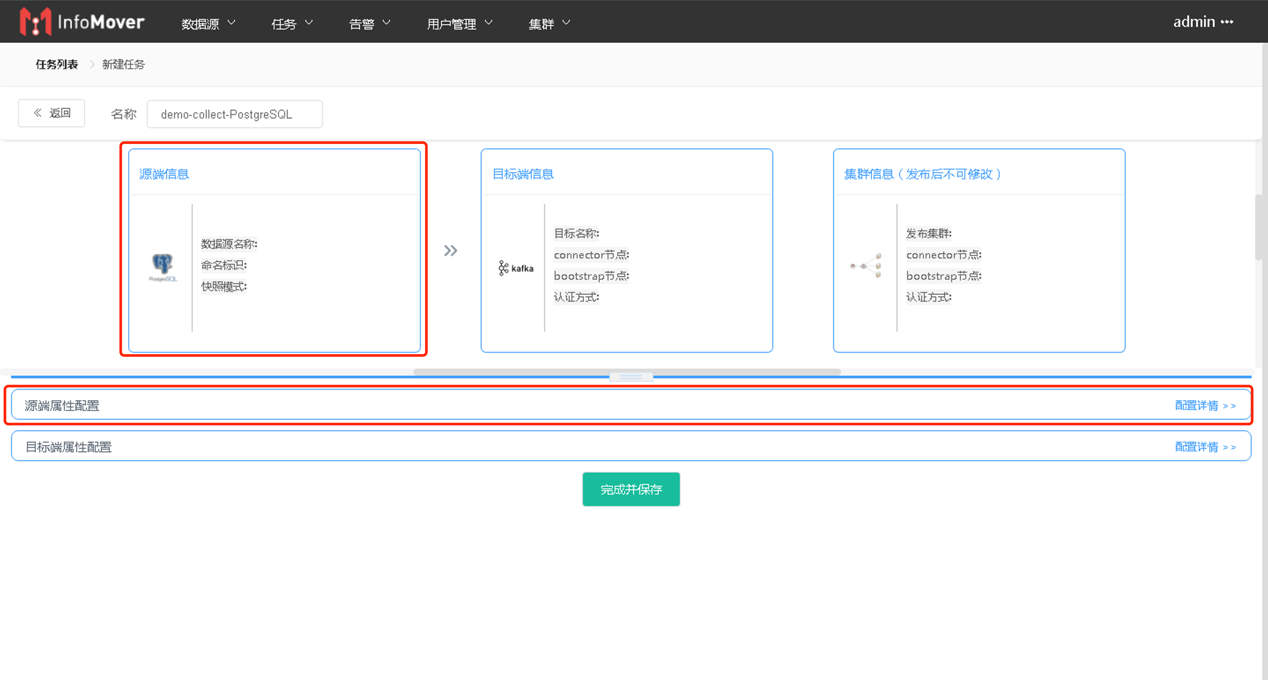 InfoMover 数据源 任务 告警 用户管理 集群 admin •••
任务列表 > 新建任务
« 返回 名称 demo-collect-PostgreSQL
源端信息
PostgreSQL
数据源名称:
命名标识:
快照模式:
»
目标端信息
kafka
目标名称:
connector节点:
bootstrap节点:
认证方式:
集群信息（发布后不可修改）
发布集群:
connector节点:
bootstrap节点:
认证方式:
源端属性配置 配置详情 >>
目标端属性配置 配置详情 >>
完成并保存